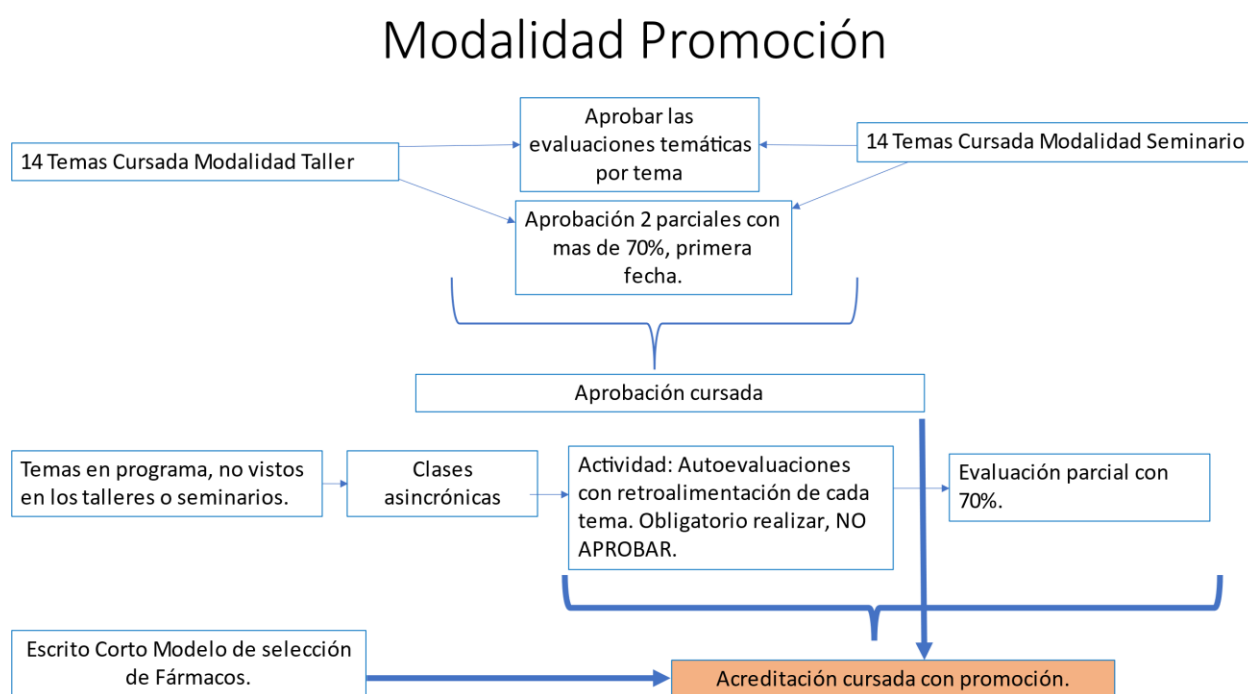 Modalidad Promoción
14 Temas Cursada Modalidad Taller
Aprobar las
evaluaciones temáticas
por tema
14 Temas Cursada Modalidad Seminario
Aprobación 2 parciales con
mas de 70%, primera
fecha.
Aprobación cursada
Temas en programa, no vistos
en los talleres o seminarios.
Clases
asincrónicas
Actividad: Autoevaluaciones
con retroalimentación de cada
tema. Obligatorio realizar, NO
APROBAR.
Evaluación parcial con
70%.
Escrito Corto Modelo de selección
de Fármacos.
Acreditación cursada con promoción.